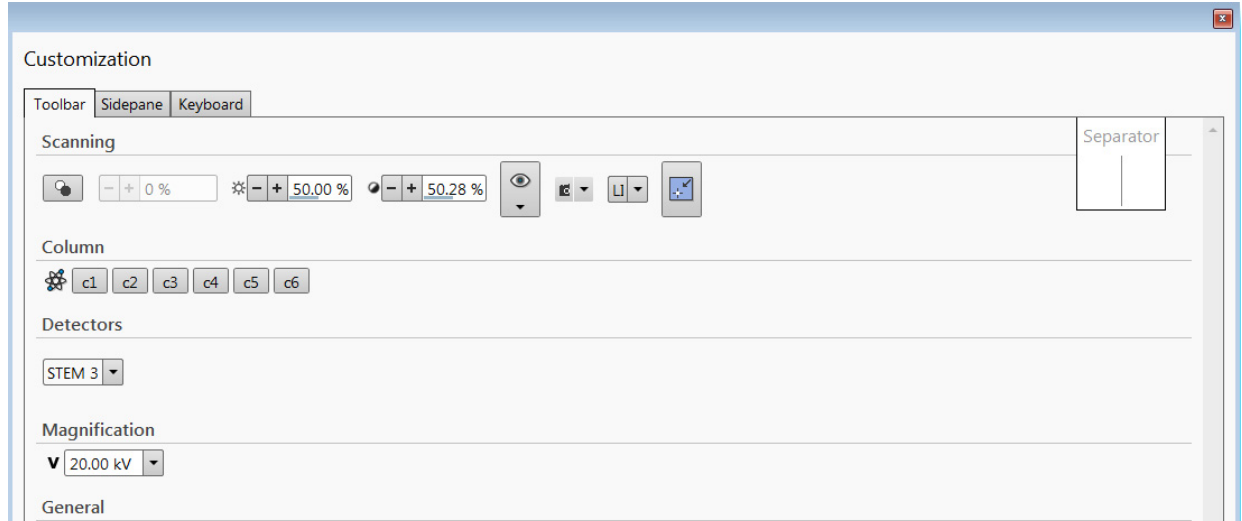 Customization
Toolbar Sidepane Keyboard
Scanning
Separator
- + 0 % - + 50.00 % - + 50.28 % LI
Column
c1 c2 c3 c4 c5 c6
Detectors
STEM 3
Magnification
V 20.00 kV
General